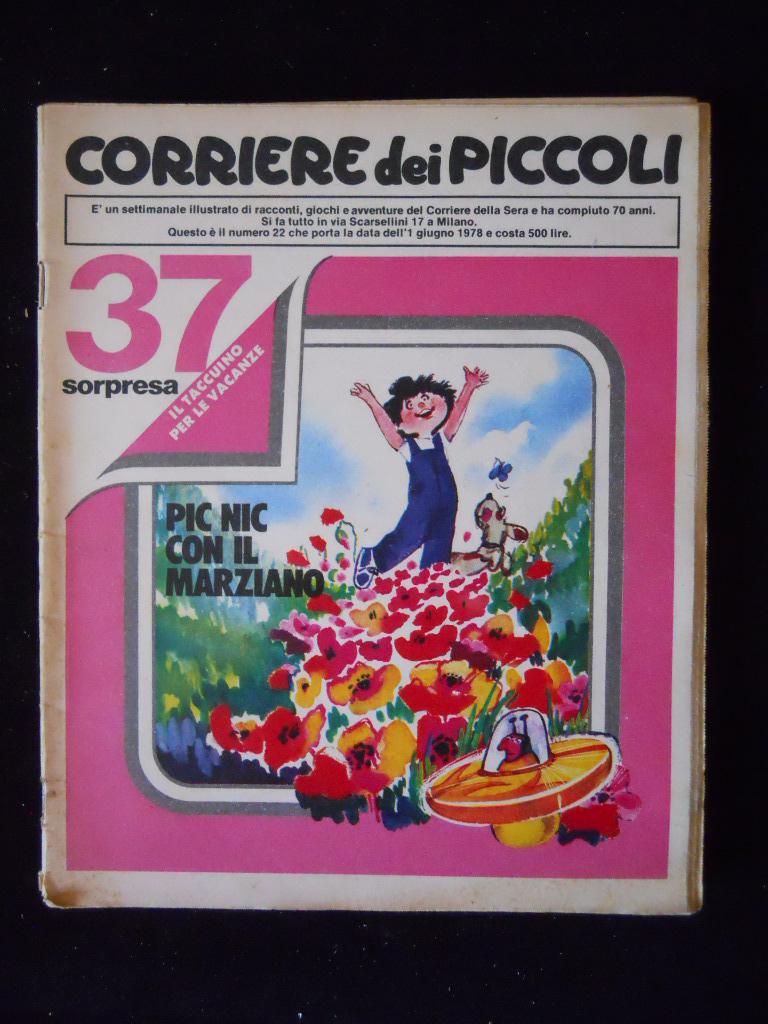 CORRIERE dei PICCOLI
E' un settimanale illustrato di racconti, giochi e avventure del Corriere della Sera e ha compiuto 70 anni.
Si fa tutto in via Scarsellini 17 a Milano.
Questo è il numero 22 che porta la data dell'1 giugno 1978 e costa 500 lire.
37
sorpresa
IL TACCUINO
PER LE VACANZE
PIC NIC
CON IL
MARZIANO